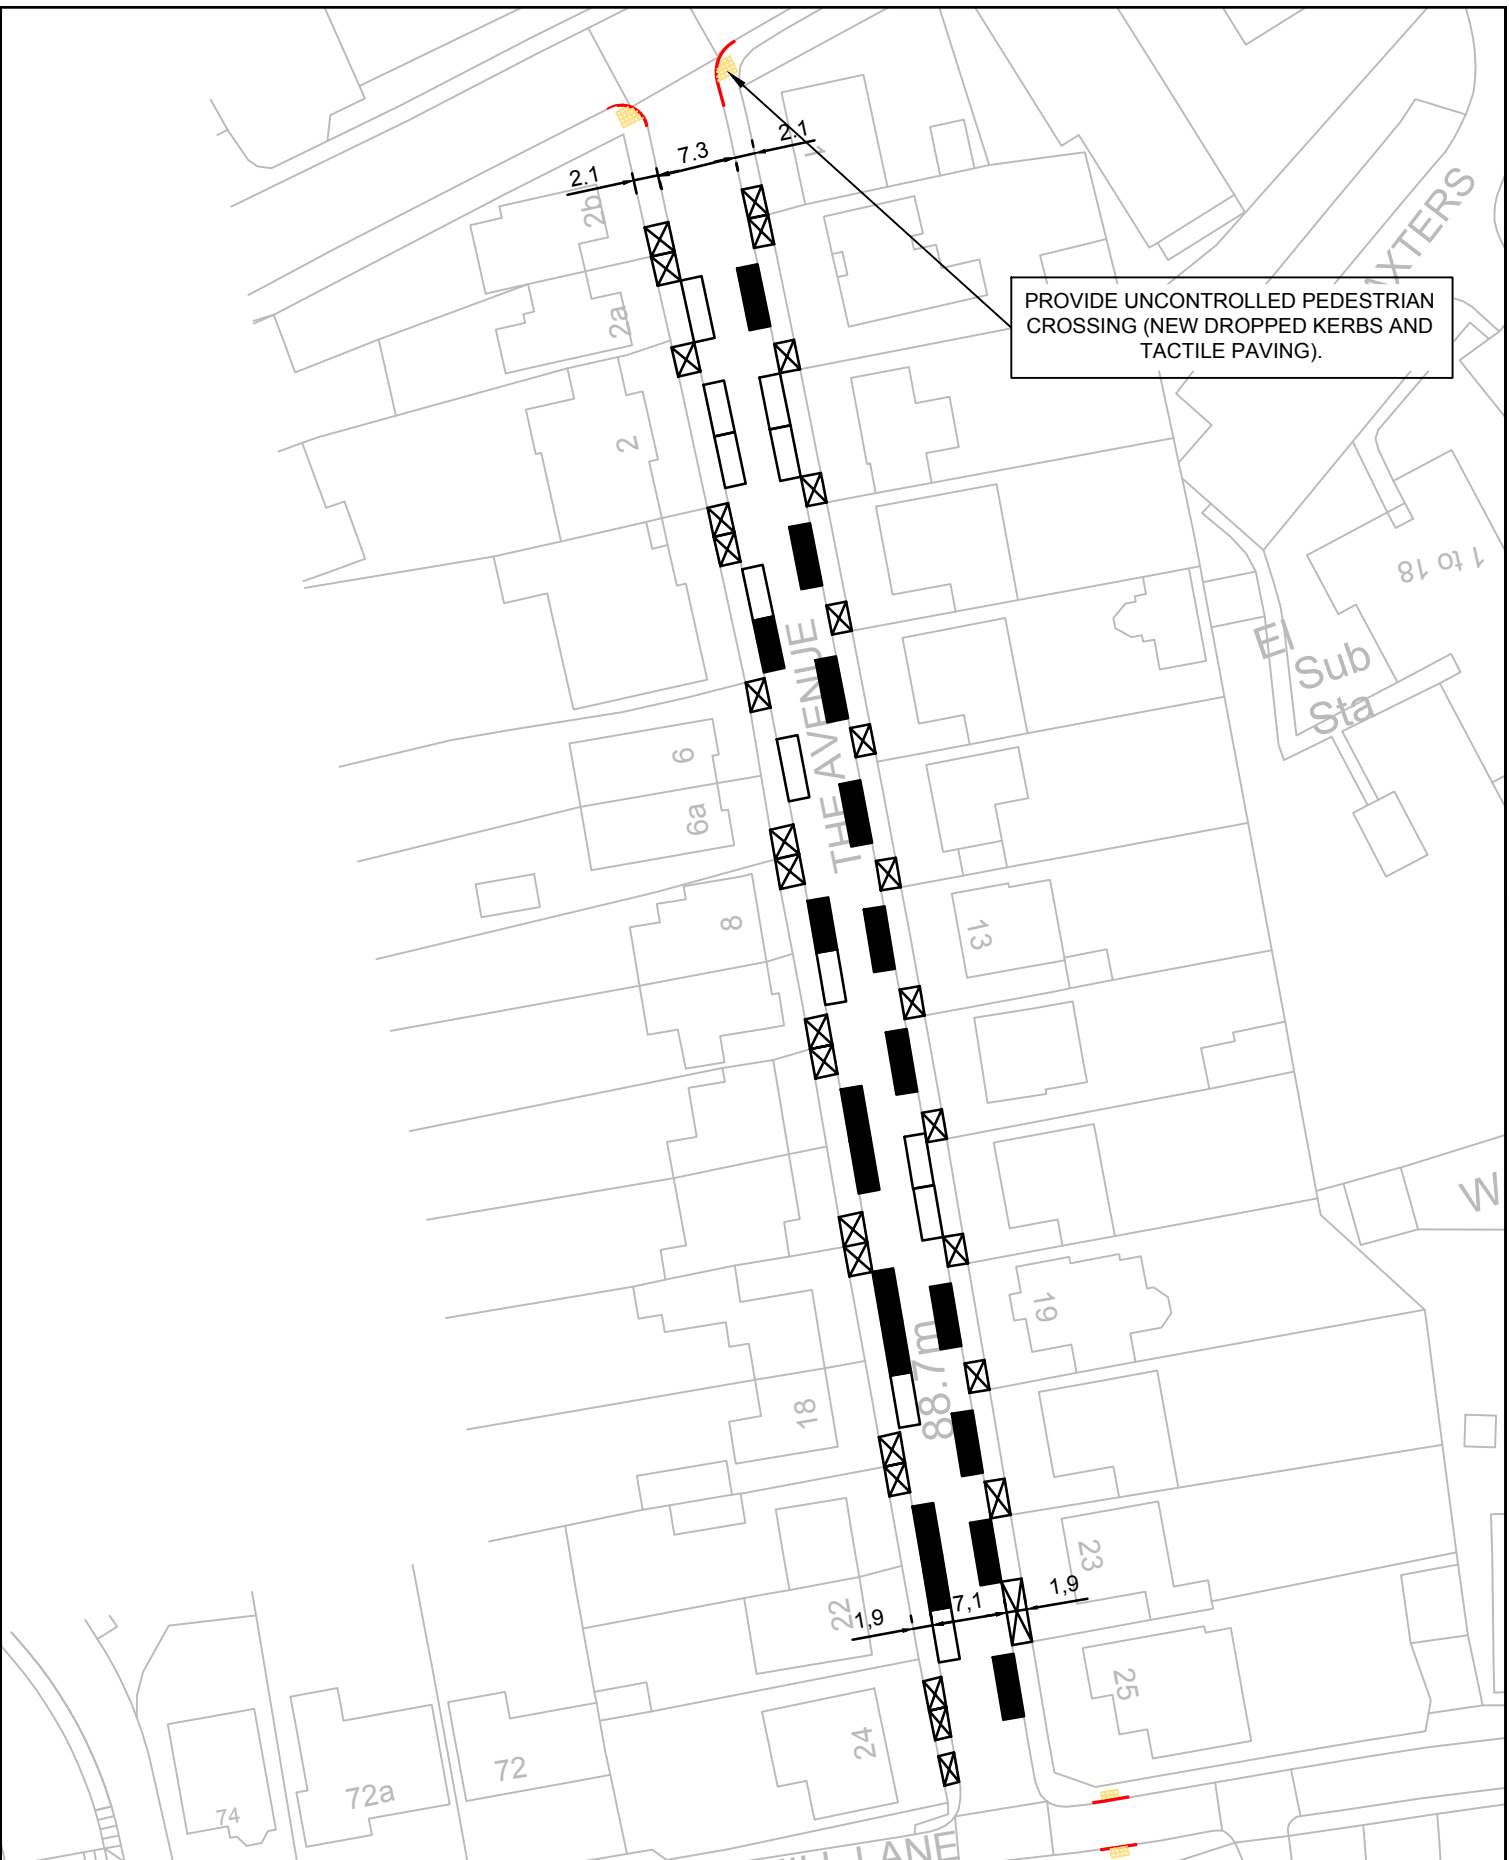 2.1
7.3
2.1
1
2b
2a
PROVIDE UNCONTROLLED PEDESTRIAN
CROSSING (NEW DROPPED KERBS AND
TACTILE PAVING).
2
1 to 18
El
Sub
Sta
THE AVENUE
6
6a
8
13
W
19
88.7m
18
23
1,9
7,1
1,9
22
25
24
72
72a
74
LANE